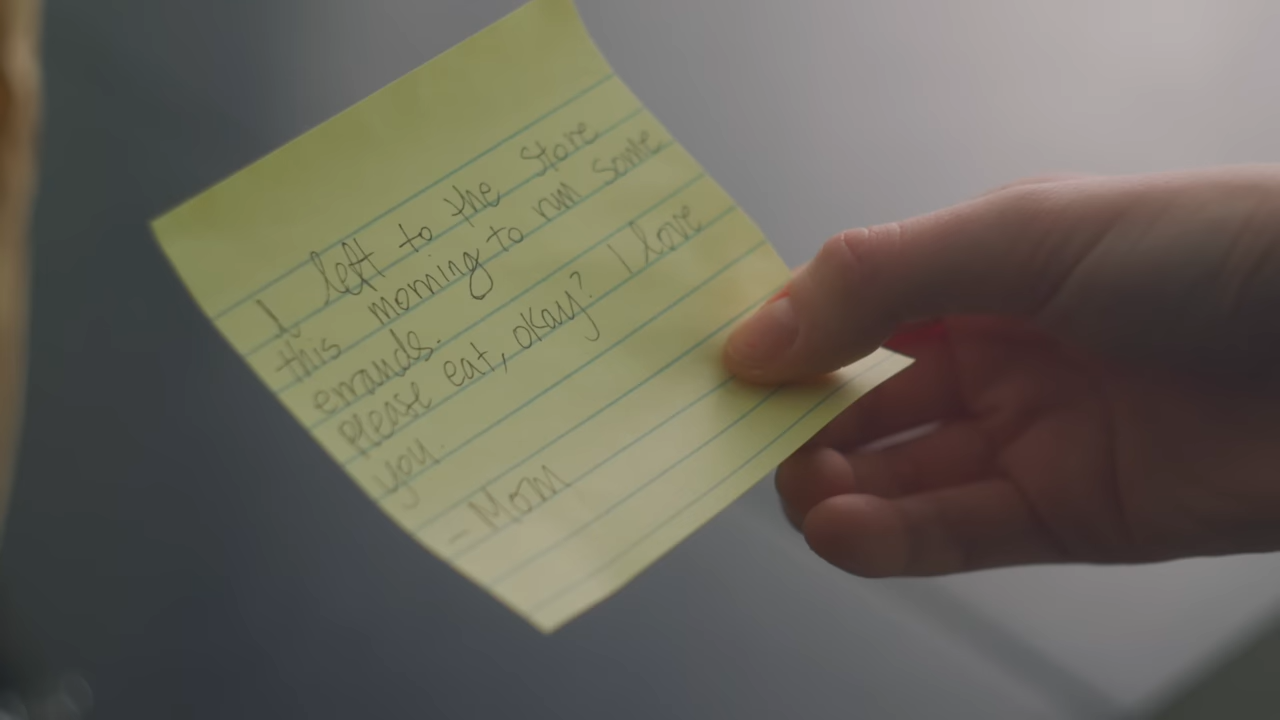 I left to the store
this morning to run some
errands.
please eat, okay? I love
you.
- Mom